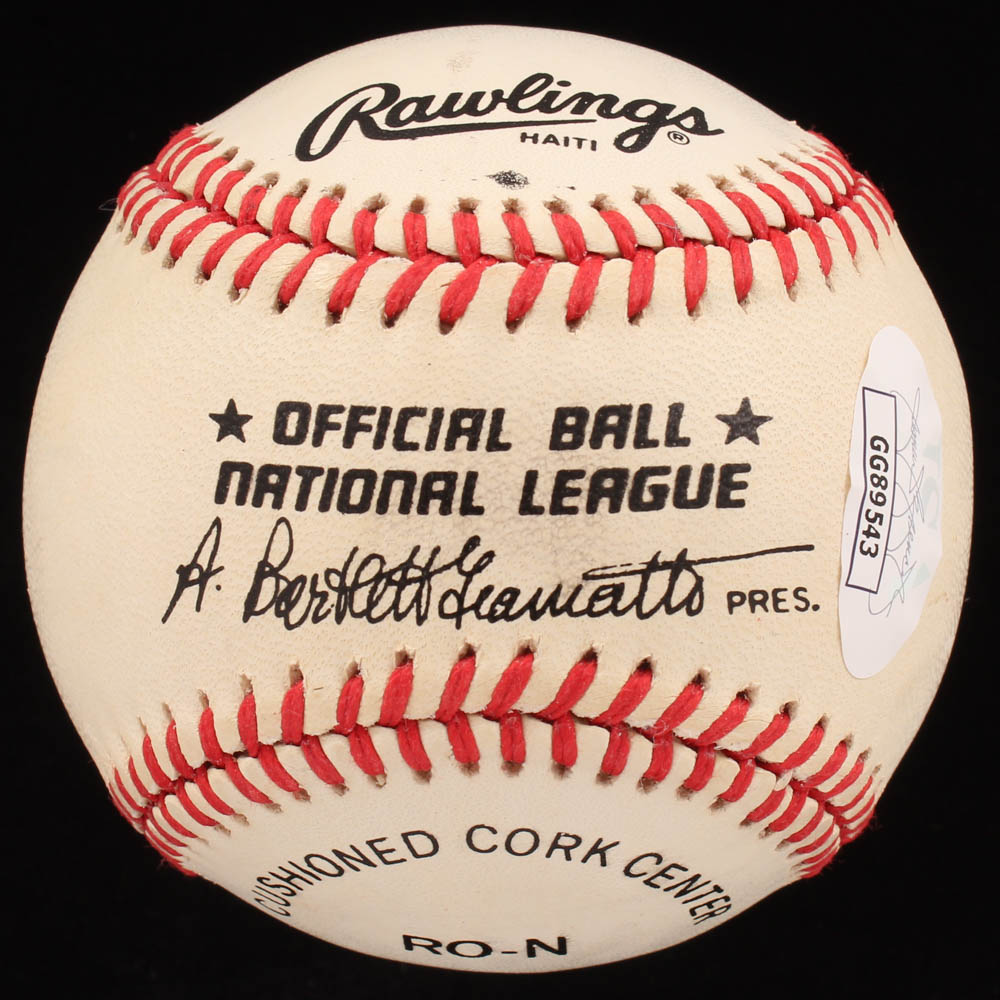 Rawlings ®
HAITI
★ OFFICIAL BALL ★
NATIONAL LEAGUE
A. Bartlett Giamatti PRES.
GG89543
CUSHIONED CORK CENTER
RO-N